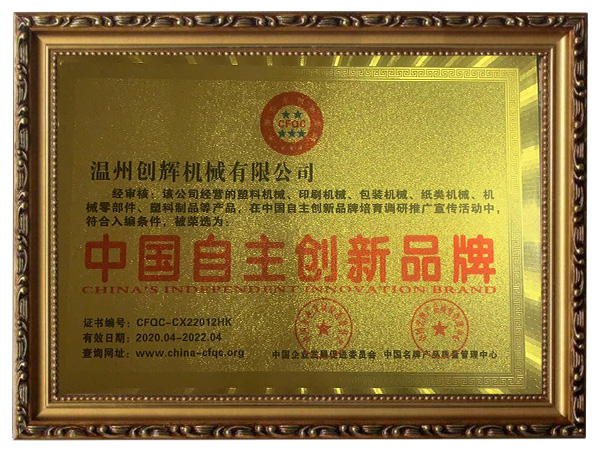 CFQC
温州创辉机械有限公司
经审核:该公司经营的塑料机械、印刷机械、包装机械、纸类机械、机
械零部件、塑料制品等产品,在中国自主创新品牌培育调研推广宣传活动中,
符合入编条件,被荣选为:
中国自主创新品牌
CHINA'S INDEPENDENT INNOVATION BRAND
证书编号:CFQC-CX22012HK
有效日期:2020.04-2022.04
查询网址:www.china-cfqc.org
中国企业发展促进委员会 中国名牌产品质量管理中心